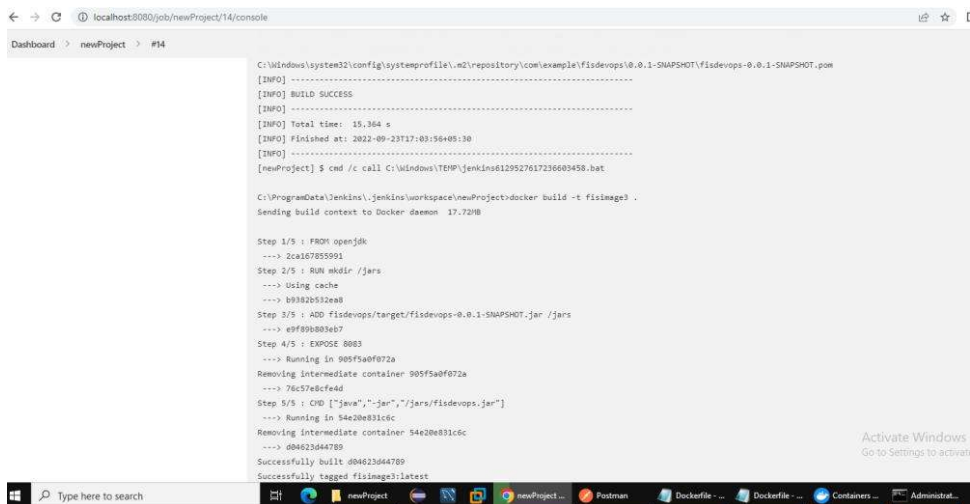 localhost:8080/job/newProject/14/console
Dashboard > newProject > #14
C:\Windows\system32\config\systemprofile\.m2\repository\com\example\fisdevops\0.0.1-SNAPSHOT\fisdevops-0.0.1-SNAPSHOT.pom
[INFO] ------------------------------------------------------------------------
[INFO] BUILD SUCCESS
[INFO] ------------------------------------------------------------------------
[INFO] Total time:  15.364 s
[INFO] Finished at: 2022-09-23T17:03:56+05:30
[INFO] ------------------------------------------------------------------------
[newProject] $ cmd /c call C:\Windows\TEMP\jenkins6129527617236603458.bat
C:\ProgramData\Jenkins\.jenkins\workspace\newProject>docker build -t fisimage3 .
Sending build context to Docker daemon  17.72MB
Step 1/5 : FROM openjdk
---> 2ca167855991
Step 2/5 : RUN mkdir /jars
---> Using cache
---> b9382b532ea8
Step 3/5 : ADD fisdevops/target/fisdevops-0.0.1-SNAPSHOT.jar /jars
---> e9f89b803eb7
Step 4/5 : EXPOSE 8083
---> Running in 905f5a0f072a
Removing intermediate container 905f5a0f072a
---> 76c57e8cfe4d
Step 5/5 : CMD ["java","-jar","/jars/fisdevops.jar"]
---> Running in 54e20e831c6c
Removing intermediate container 54e20e831c6c
---> d04623d44789
Successfully built d04623d44789
Successfully tagged fisimage3:latest
Activate Windows
Go to Settings to activat
Type here to search
newProject
newProject ...
Postman
Dockerfile - ...
Dockerfile - ...
Containers ...
Administrat...